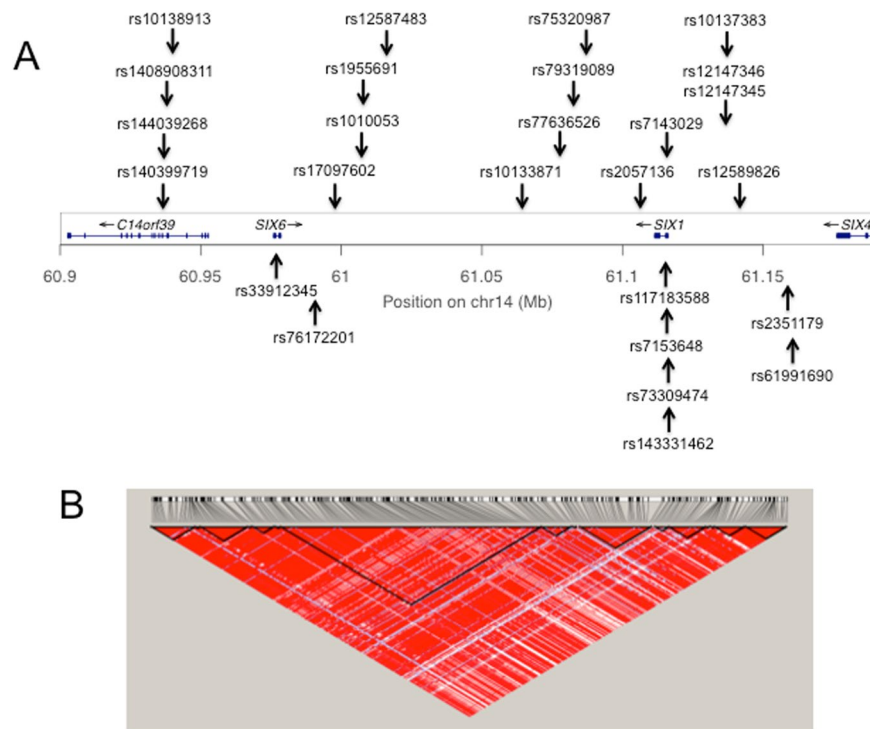 A
rs10138913 rs12587483 rs75320987 rs10137383
rs1408908311 rs1955691 rs79319089 rs12147346
rs12147345
rs144039268 rs1010053 rs77636526 rs7143029
rs140399719 rs17097602 rs10133871 rs2057136 rs12589826
C14orf39 SIX6 SIX1 SIX4
60.9 60.95 61 61.05 61.1 61.15
rs33912345 Position on chr14 (Mb) rs117183588
rs76172201 rs2351179
rs7153648
rs61991690
rs73309474
rs143331462
B